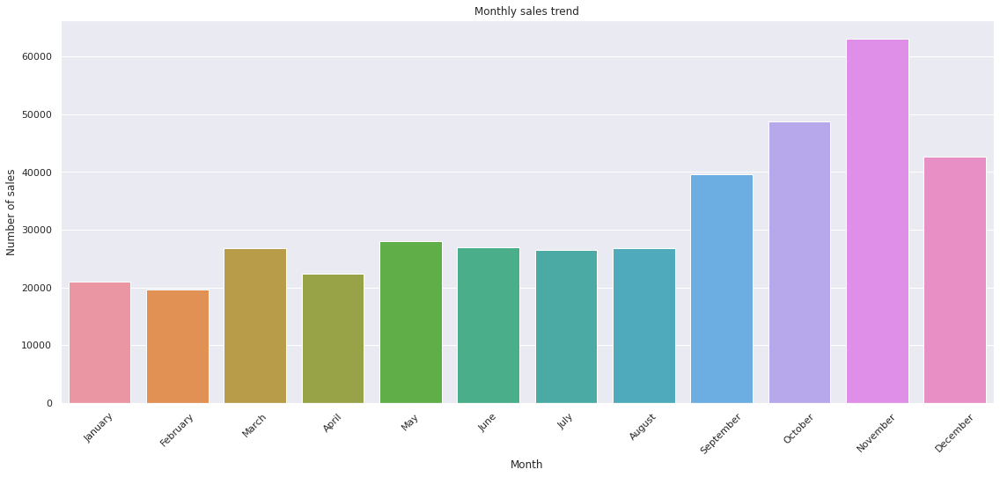 Monthly sales trend
Number of sales
60000
50000
40000
30000
20000
10000
0
January
February
March
April
May
June
July
August
September
October
November
December
Month